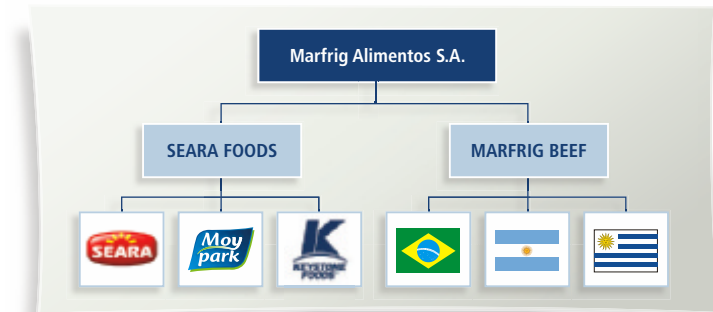 Marfrig Alimentos S.A.
SEARA FOODS
MARFRIG BEEF
SEARA
Moy
park
K
KEYSTONE
FOODS